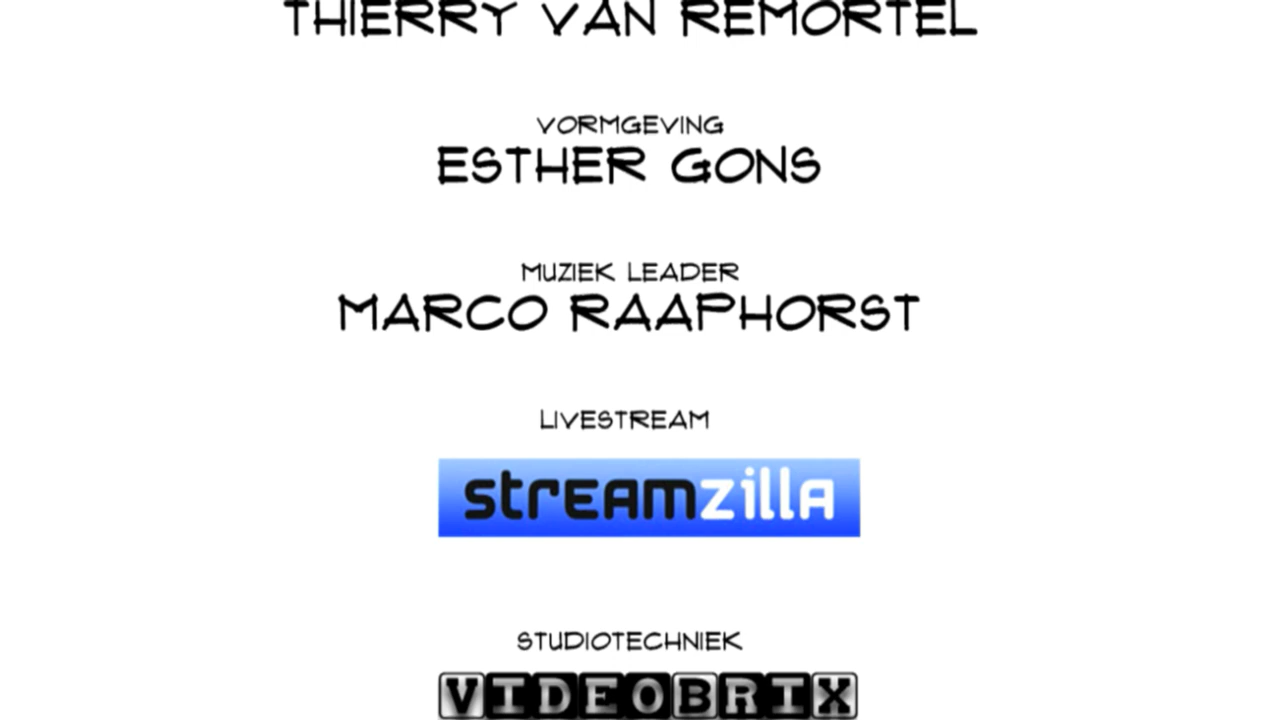 THIERRY VAN REMORTEL
VORMGEVING
ESTHER GONS
MUZIEK LEADER
MARCO RAAPHORST
LIVESTREAM
streamzilla
STUDIOTECHNIEK
VIDEOBRIX